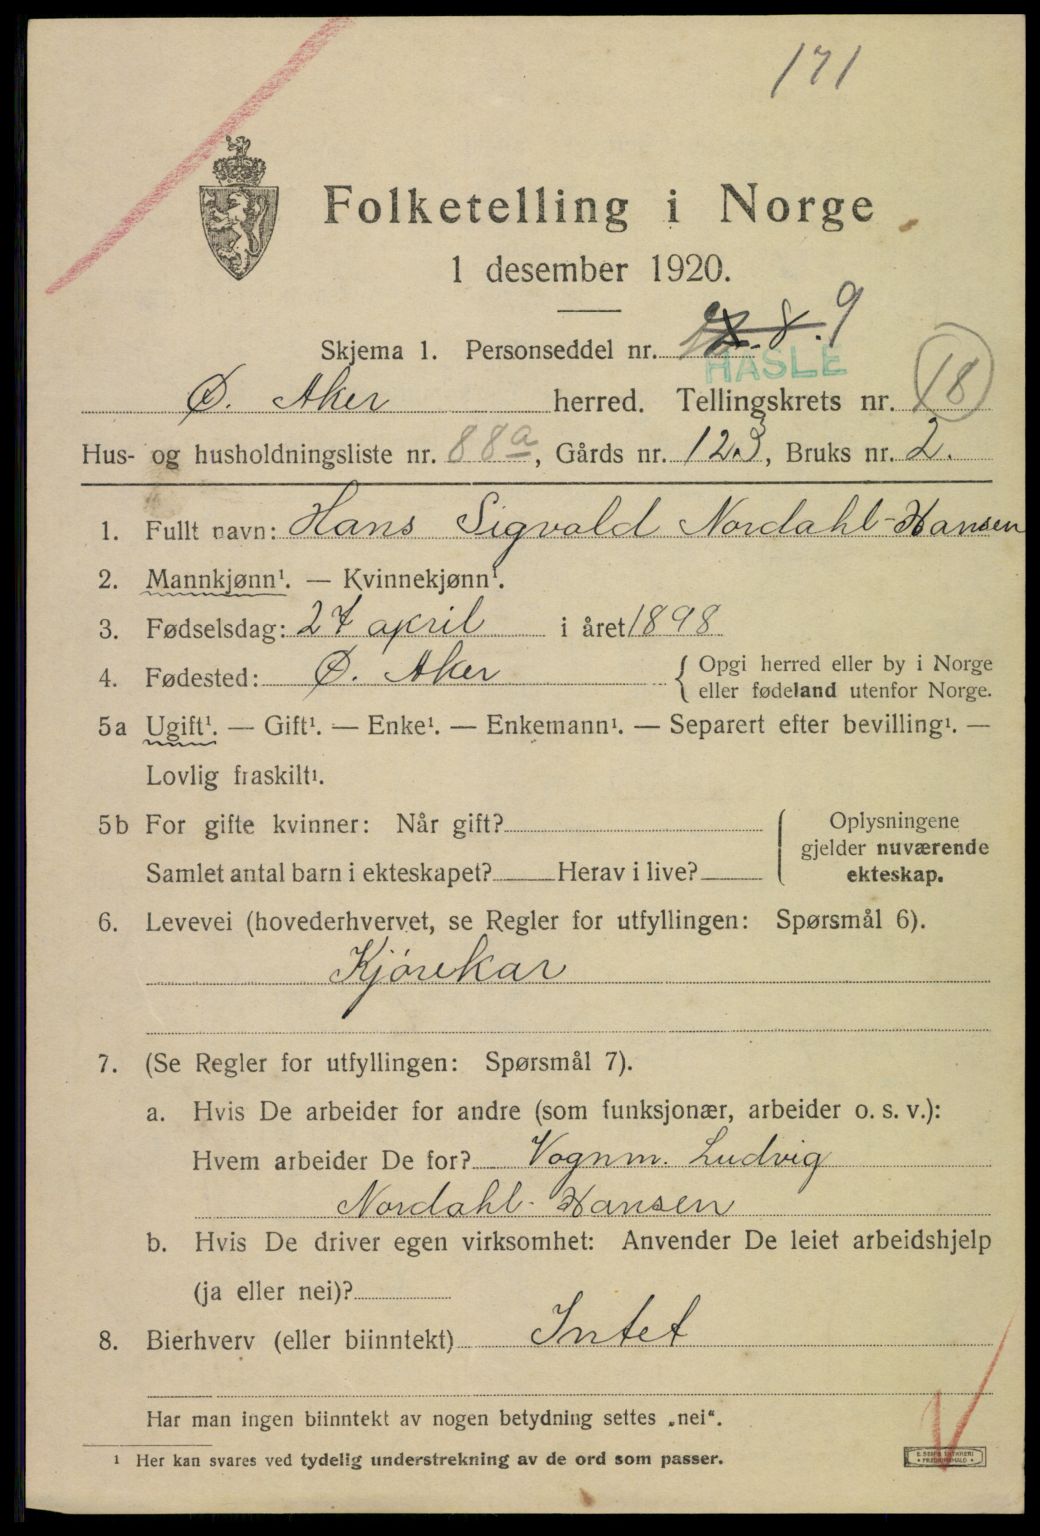 171
Folketelling i Norge
1 desember 1920.
Skjema 1. Personseddel nr. 8. 9
HASLE
Ø. Aker herred. Tellingskrets nr. 18
Hus- og husholdningsliste nr. 88a, Gårds nr. 123, Bruks nr. 2.
1. Fullt navn: Hans Sigvald Nordahl-Hansen
2. Mannkjønn¹. — Kvinnekjønn¹.
3. Fødselsdag: 27 april i året 1898
4. Fødested: Ø. Aker { Opgi herred eller by i Norge
eller fødeland utenfor Norge.
5a Ugift¹. — Gift¹. — Enke¹. — Enkemann¹. — Separert efter bevilling¹. —
Lovlig fraskilt¹.
5b For gifte kvinner: Når gift?
Samlet antal barn i ekteskapet? Herav i live?
Oplysningene
gjelder nuværende
ekteskap.
6. Levevei (hovederhvervet, se Regler for utfyllingen: Spørsmål 6).
Kjørekar
7. (Se Regler for utfyllingen: Spørsmål 7).
a. Hvis De arbeider for andre (som funksjonær, arbeider o. s. v.):
Hvem arbeider De for? Vognm. Ludvig
Nordahl-Hansen
b. Hvis De driver egen virksomhet: Anvender De leiet arbeidshjelp
(ja eller nei)?
8. Bierhverv (eller biinntekt) Intet
Har man ingen biinntekt av nogen betydning settes „nei“.
¹ Her kan svares ved tydelig understrekning av de ord som passer.